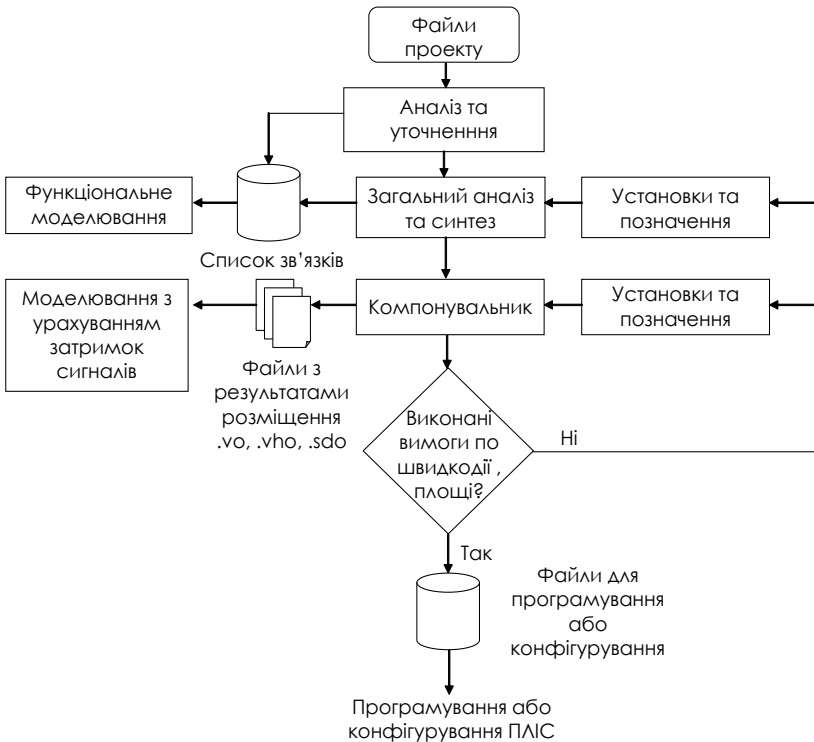 Файли
проекту
Аналіз та
уточненння
Функціональне
моделювання
Загальний аналіз
та синтез
Установки та
позначення
Список зв’язків
Моделювання з
урахуванням
затримок
сигналів
Компонувальник
Установки та
позначення
Файли з
результатами
розміщення
.vo, .vho, .sdo
Виконані
вимоги по
швидкодії ,
площі?
Ні
Так
Файли для
програмування
або
конфігурування
Програмування або
конфігурування ПЛІС